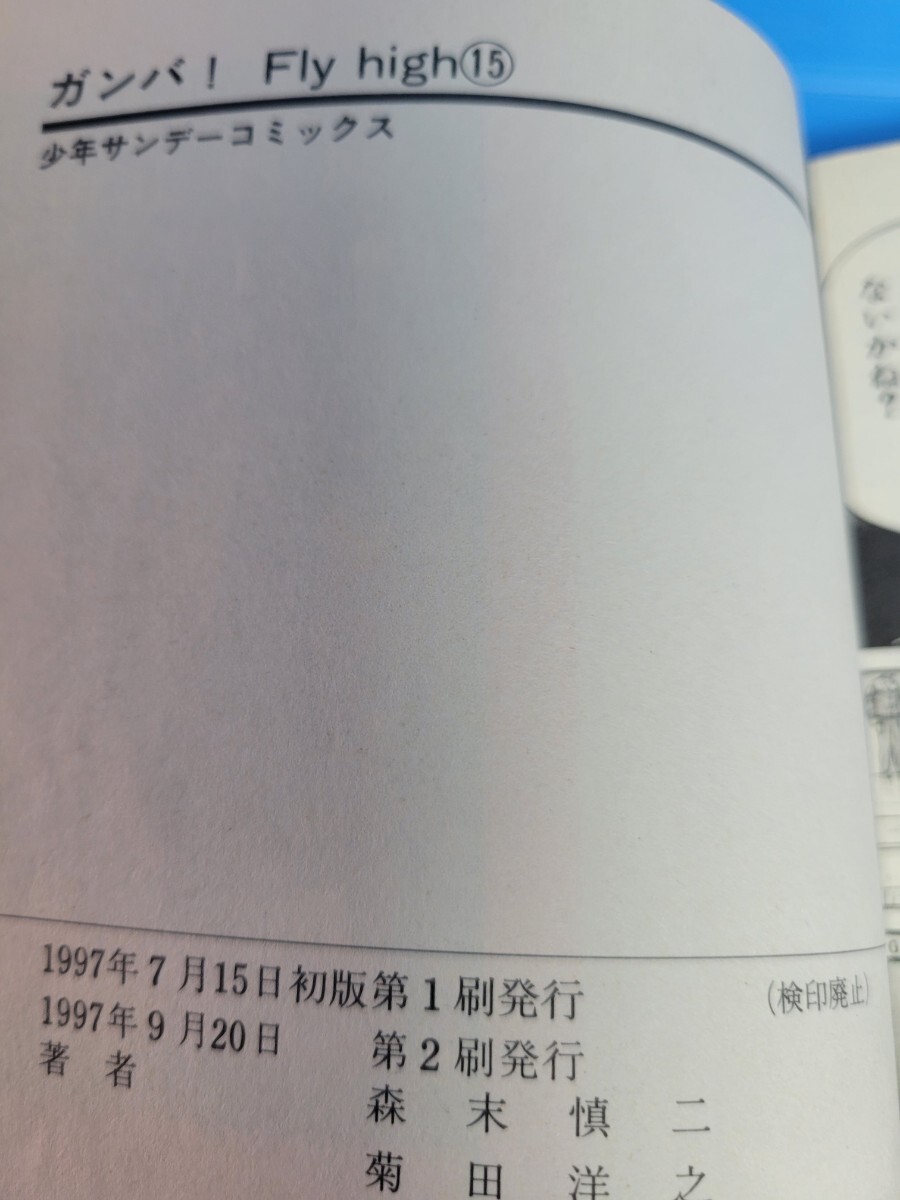 ガンバ! Fly high⑮
少年サンデーコミックス
1997年7月15日初版第1刷発行
(検印廃止)
1997年9月20日 第2刷発行
著者
森末慎二
菊田洋之
ないかね?